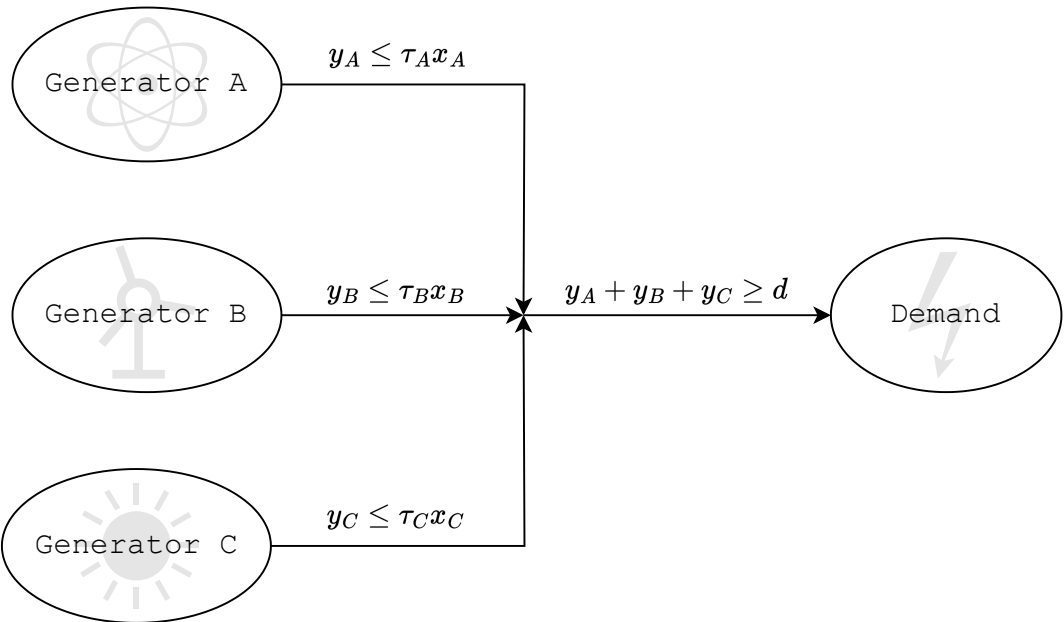 y_A ≤ τ_A x_A
Generator A
y_B ≤ τ_B x_B
y_A + y_B + y_C ≥ d
Generator B
Demand
y_C ≤ τ_C x_C
Generator C